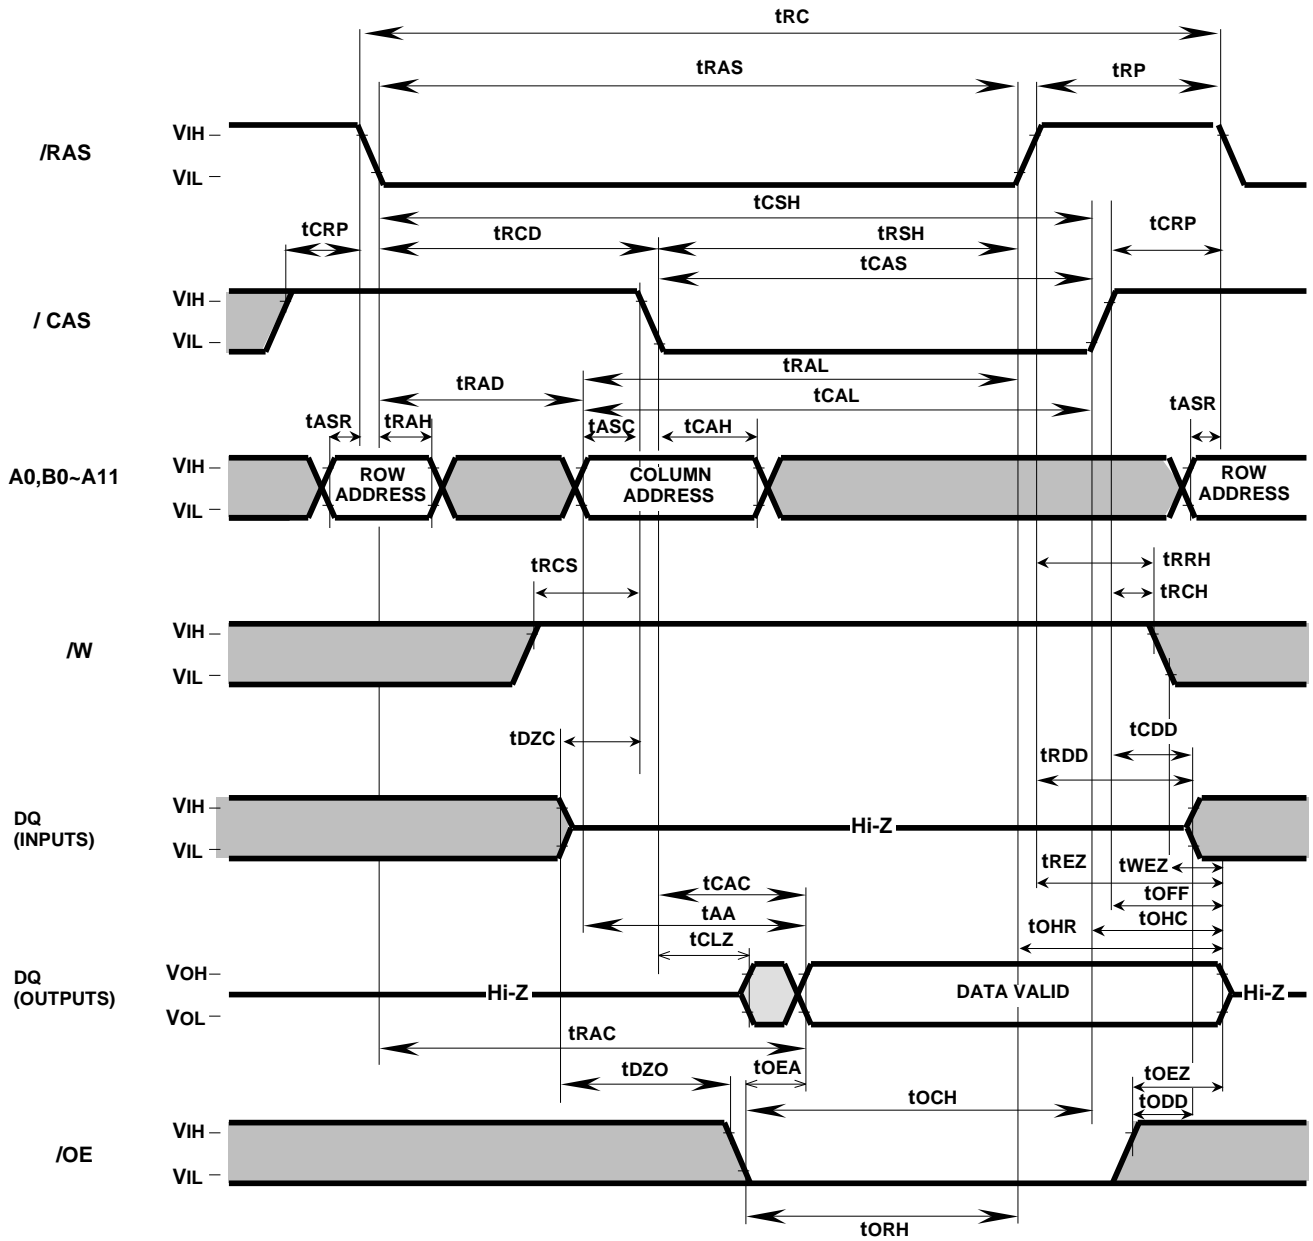 tRC
tRAS
tRP
VIH
/RAS
VIL
tCSH
tCRP
tRCD
tRSH
tCRP
tCAS
VIH
/ CAS
VIL
tRAL
tRAD
tCAL
tASR
tRAH
tASC
tCAH
tASR
A0,B0~A11
VIH
ROW
ADDRESS
COLUMN
ADDRESS
ROW
ADDRESS
VIL
tRCS
tRRH
tRCH
VIH
/W
VIL
tCDD
tDZC
tRDD
DQ
(INPUTS)
VIH
Hi-Z
VIL
tREZ
tWEZ
tCAC
tOFF
tAA
tOHR
tOHC
tCLZ
DQ
(OUTPUTS)
VOH
Hi-Z
DATA VALID
Hi-Z
VOL
tRAC
tDZO
tOEA
tOEZ
tOCH
tODD
VIH
/OE
VIL
tORH